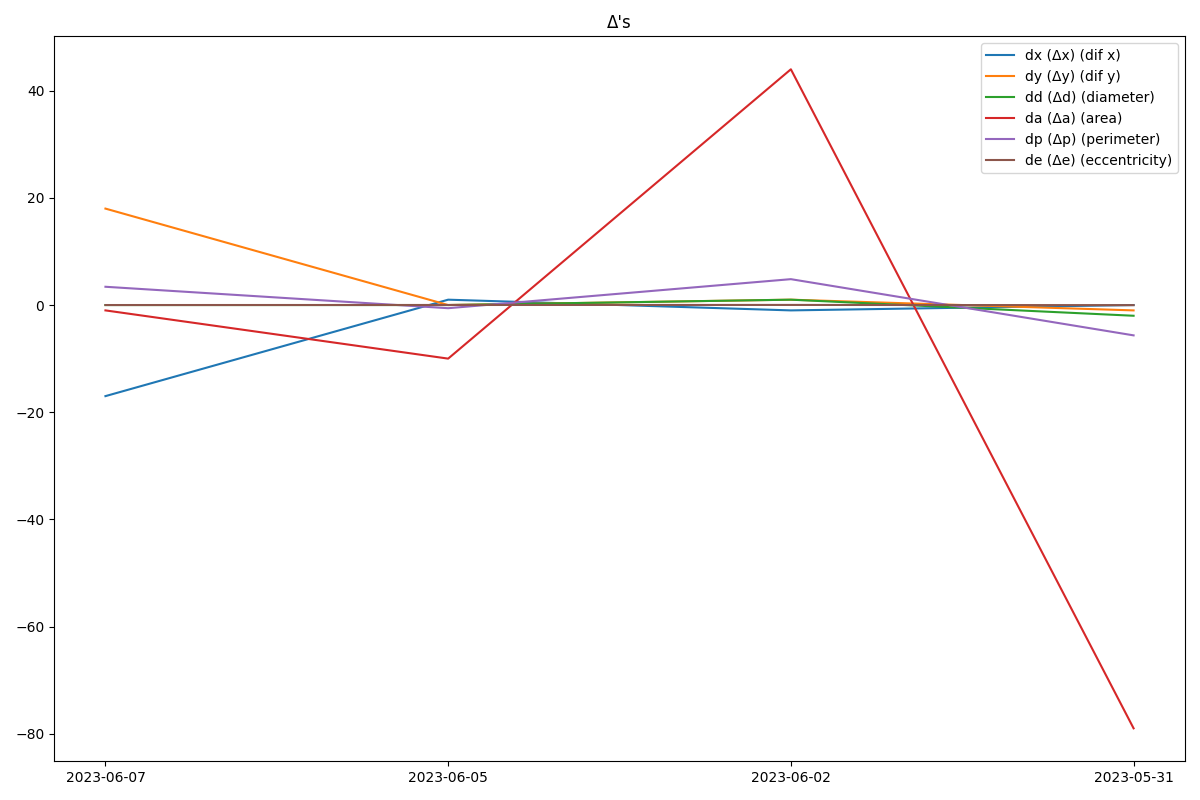 Δ's
dx (Δx) (dif x)
dy (Δy) (dif y)
dd (Δd) (diameter)
da (Δa) (area)
dp (Δp) (perimeter)
de (Δe) (eccentricity)
40
20
0
−20
−40
−60
−80
2023-06-07 2023-06-05 2023-06-02 2023-05-31